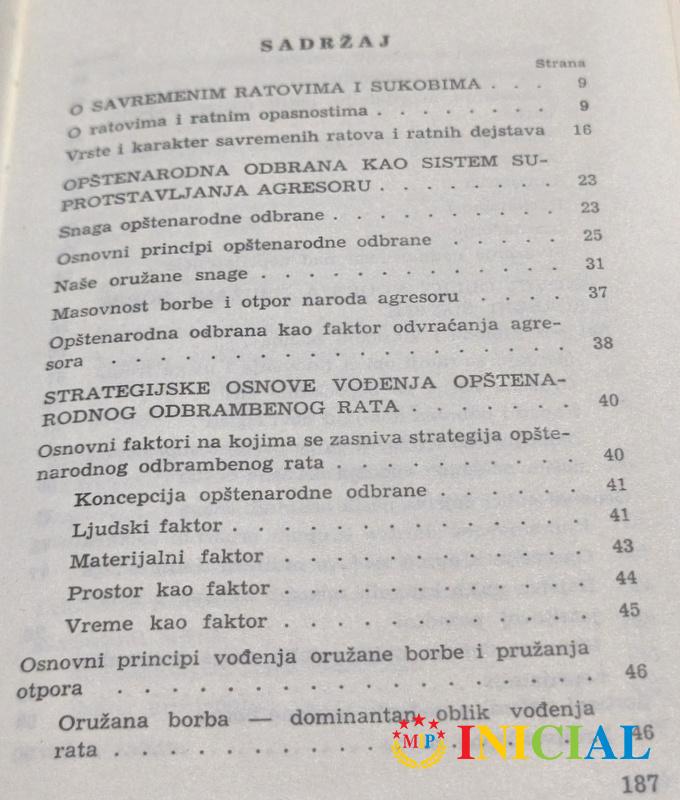 SADRŽAJ
Strana
O SAVREMENIM RATOVIMA I SUKOBIMA . . . 9
O ratovima i ratnim opasnostima . . . . . . . . 9
Vrste i karakter savremenih ratova i ratnih dejstava 16
OPŠTENARODNA ODBRANA KAO SISTEM SU-
PROTSTAVLJANJA AGRESORU . . . . . . . . 23
Snaga opštenarodne odbrane . . . . . . . . . . 23
Osnovni principi opštenarodne odbrane . . . . . 25
Naše oružane snage . . . . . . . . . . . . . 31
Masovnost borbe i otpor naroda agresoru . . . . 37
Opštenarodna odbrana kao faktor odvraćanja agre-
sora . . . . . . . . . . . . . . . . . . 38
STRATEGIJSKE OSNOVE VOĐENJA OPŠTENA-
RODNOG ODBRAMBENOG RATA . . . . . . . 40
Osnovni faktori na kojima se zasniva strategija opšte-
narodnog odbrambenog rata . . . . . . . . . 40
Koncepcija opštenarodne odbrane . . . . . . 41
Ljudski faktor . . . . . . . . . . . . . 41
Materijalni faktor . . . . . . . . . . . 43
Prostor kao faktor . . . . . . . . . . . 44
Vreme kao faktor . . . . . . . . . . . 45
Osnovni principi vođenja oružane borbe i pružanja
otpora . . . . . . . . . . . . . . . . . . 46
Oružana borba — dominantan oblik vođenja
rata . . . . . . . . . . . . . . . . . . 46
MP INICIAL
187